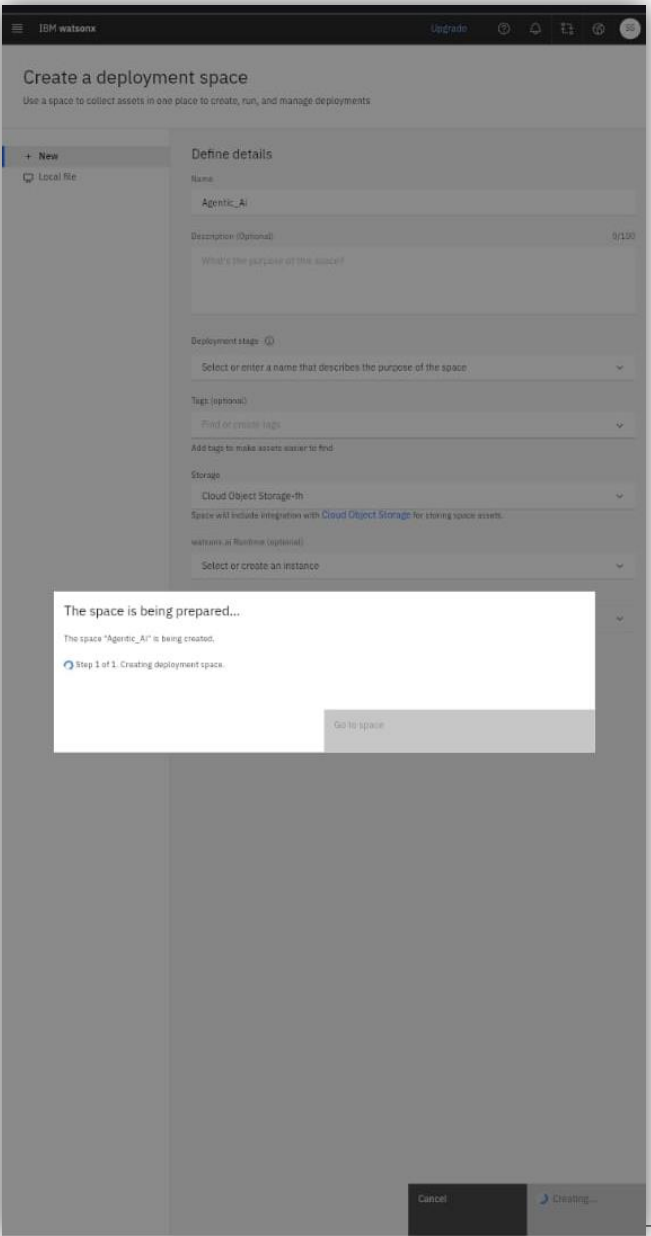 IBM watsonx
Upgrade
SS
Create a deployment space
Use a space to collect assets in one place to create, run, and manage deployments
+ New
Local file
Define details
Name
Agentic_Ai
Description (Optional)
0/100
What's the purpose of this space?
Deployment stage
Select or enter a name that describes the purpose of the space
Tags (optional)
Find or create tags
Add tags to make assets easier to find
Storage
Cloud Object Storage-fh
Space will include integration with Cloud Object Storage for storing space assets.
watsonx.ai Runtime (optional)
Select or create an instance
The space is being prepared...
The space "Agentic_Ai" is being created.
Step 1 of 1. Creating deployment space.
Go to space
Cancel
Creating...